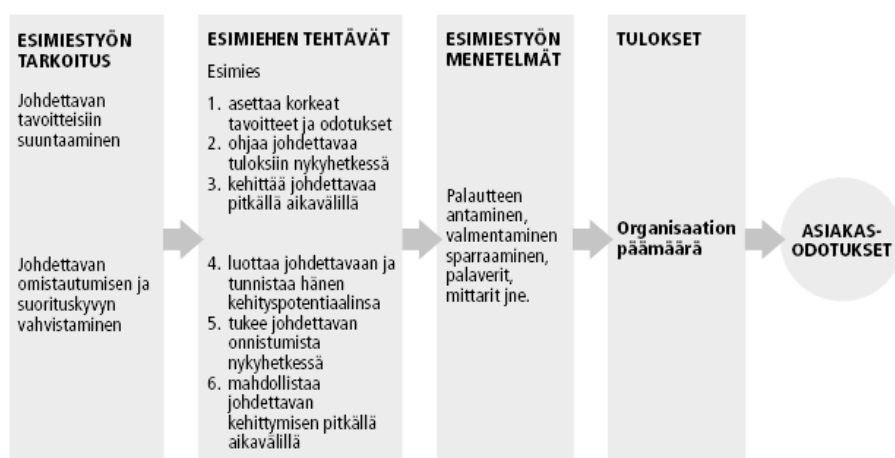 ESIMIESTYÖN
TARKOITUS
Johdettavan
tavoitteisiin
suuntaaminen
Johdettavan
omistautumisen ja
suorituskyvyn
vahvistaminen
ESIMIEHEN TEHTÄVÄT
Esimies
1. asettaa korkeat
tavoitteet ja odotukset
2. ohjaa johdettavaa
tuloksiin nykyhetkessä
3. kehittää johdettavaa
pitkällä aikavälillä
4. luottaa johdettavaan ja
tunnistaa hänen
kehityspotentiaalinsa
5. tukee johdettavan
onnistumista
nykyhetkessä
6. mahdollistaa
johdettavan
kehittymisen pitkällä
aikavälillä
ESIMIESTYÖN
MENETELMÄT
Palautteen
antaminen,
valmentaminen
sparraaminen,
palaverit,
mittarit jne.
TULOKSET
Organisaation
päämäärä
ASIAKAS-
ODOTUKSET